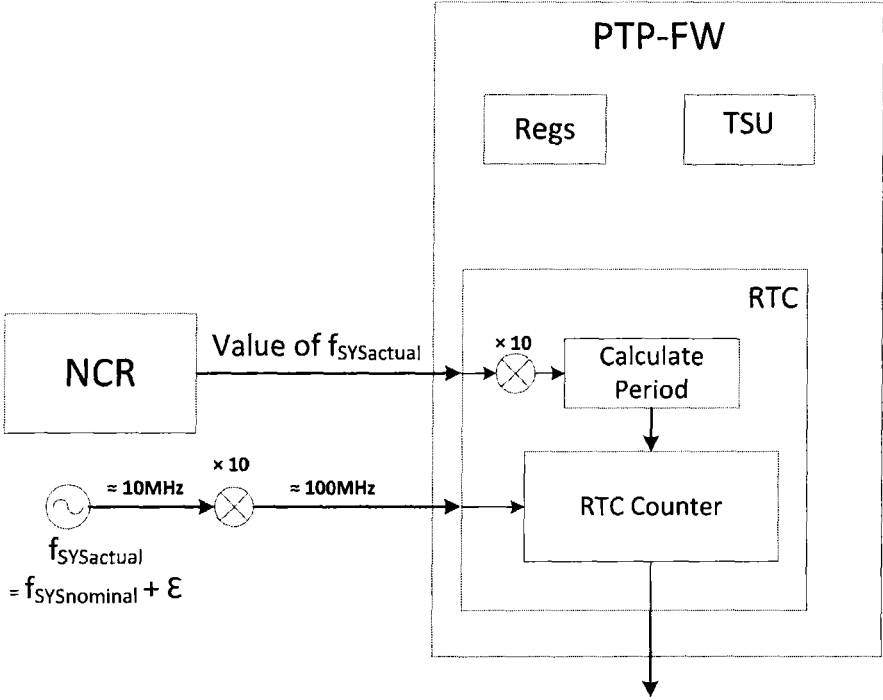 PTP-FW
Regs
TSU
RTC
NCR
Value of fSYSactual
× 10
Calculate
Period
× 10
≈ 10MHz
≈ 100MHz
RTC Counter
fSYSactual
= fSYSnominal + ε